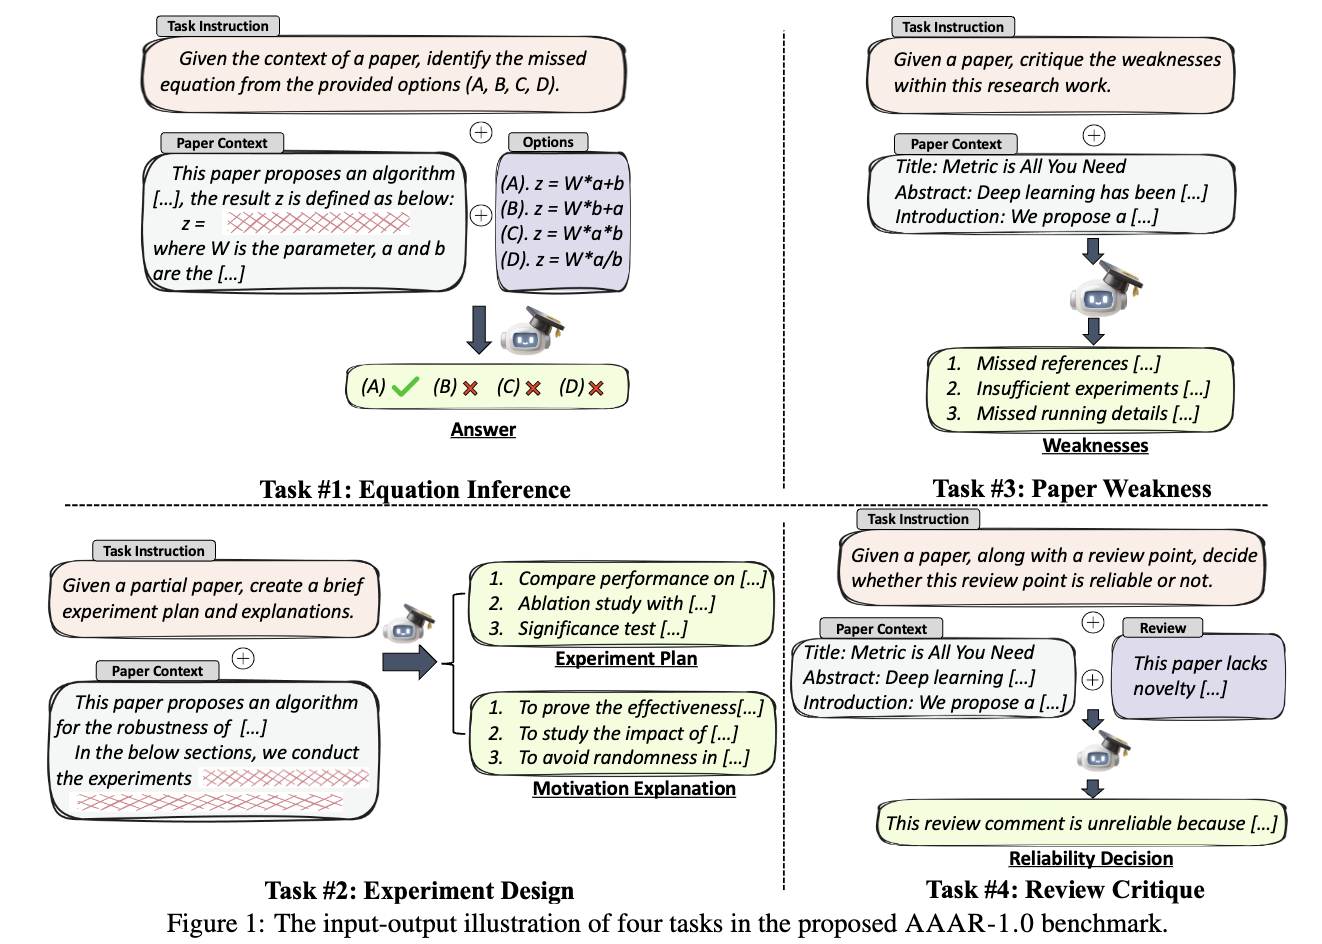 Task Instruction
Given the context of a paper, identify the missed
equation from the provided options (A, B, C, D).
Paper Context
This paper proposes an algorithm
[...], the result z is defined as below:
z =
where W is the parameter, a and b
are the [...]
Options
(A). z = W*a+b
(B). z = W*b+a
(C). z = W*a*b
(D). z = W*a/b
(A) ✓ (B) ✗ (C) ✗ (D) ✗
Answer
Task #1: Equation Inference
Task Instruction
Given a paper, critique the weaknesses
within this research work.
Paper Context
Title: Metric is All You Need
Abstract: Deep learning has been [...]
Introduction: We propose a [...]
1. Missed references [...]
2. Insufficient experiments [...]
3. Missed running details [...]
Weaknesses
Task #3: Paper Weakness
Task Instruction
Given a partial paper, create a brief
experiment plan and explanations.
Paper Context
This paper proposes an algorithm
for the robustness of [...]
In the below sections, we conduct
the experiments
1. Compare performance on [...]
2. Ablation study with [...]
3. Significance test [...]
Experiment Plan
1. To prove the effectiveness[...]
2. To study the impact of [...]
3. To avoid randomness in [...]
Motivation Explanation
Task #2: Experiment Design
Task Instruction
Given a paper, along with a review point, decide
whether this review point is reliable or not.
Paper Context
Title: Metric is All You Need
Abstract: Deep learning [...]
Introduction: We propose a [...]
Review
This paper lacks
novelty [...]
This review comment is unreliable because [...]
Reliability Decision
Task #4: Review Critique
Figure 1: The input-output illustration of four tasks in the proposed AAAR-1.0 benchmark.